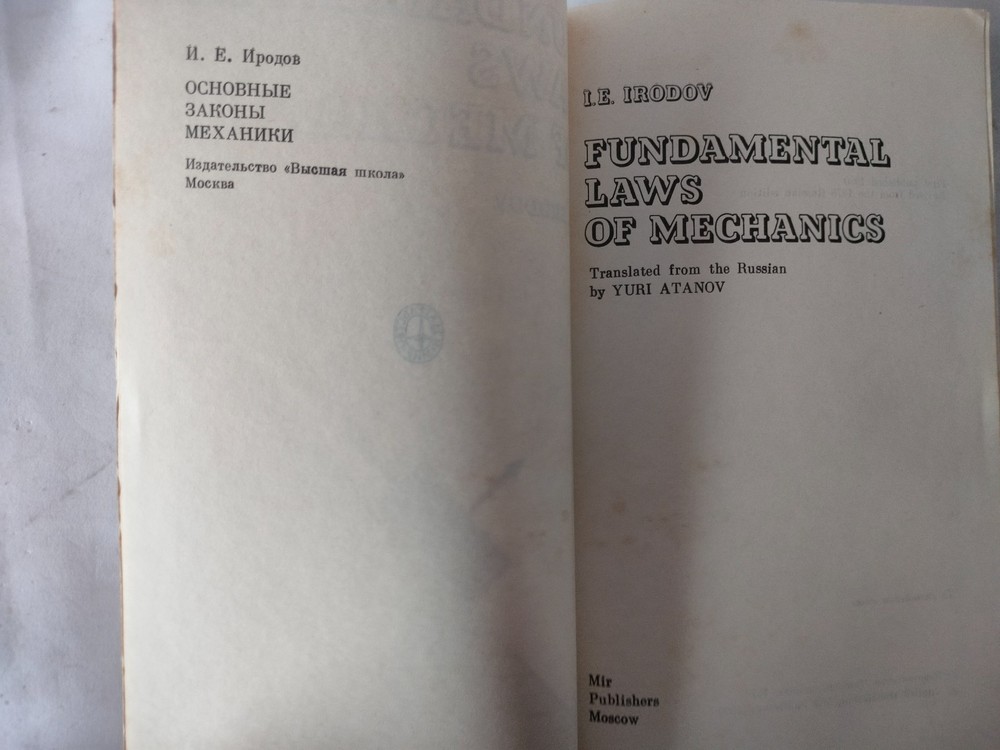 И. Е. Иродов
ОСНОВНЫЕ
ЗАКОНЫ
МЕХАНИКИ
Издательство «Высшая школа»
Москва
I.E. IRODOV
FUNDAMENTAL
LAWS
OF MECHANICS
Translated from the Russian
by YURI ATANOV
Mir
Publishers
Moscow